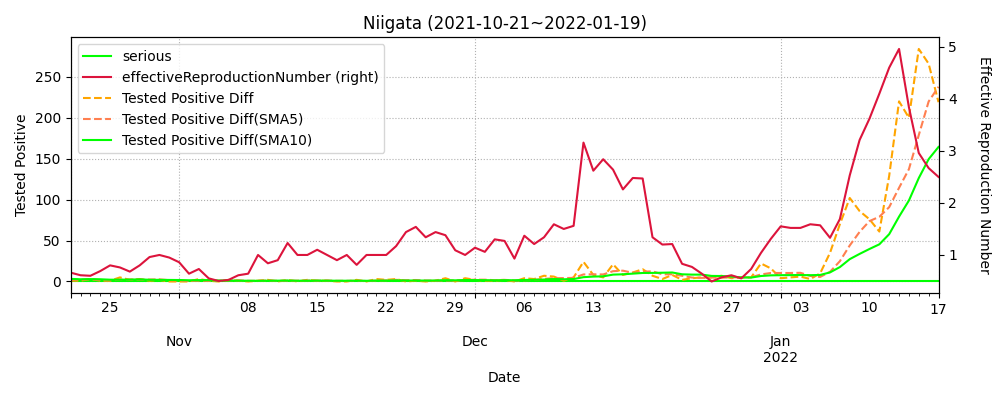 Niigata (2021-10-21~2022-01-19)
serious
effectiveReproductionNumber (right)
Tested Positive Diff
Tested Positive Diff(SMA5)
Tested Positive Diff(SMA10)
Tested Positive
250
200
150
100
50
0
5
4
3
2
1
Effective Reproduction Number
25 08 15 22 29 06 13 20 27 03 10 17
Nov Dec Jan
2022
Date